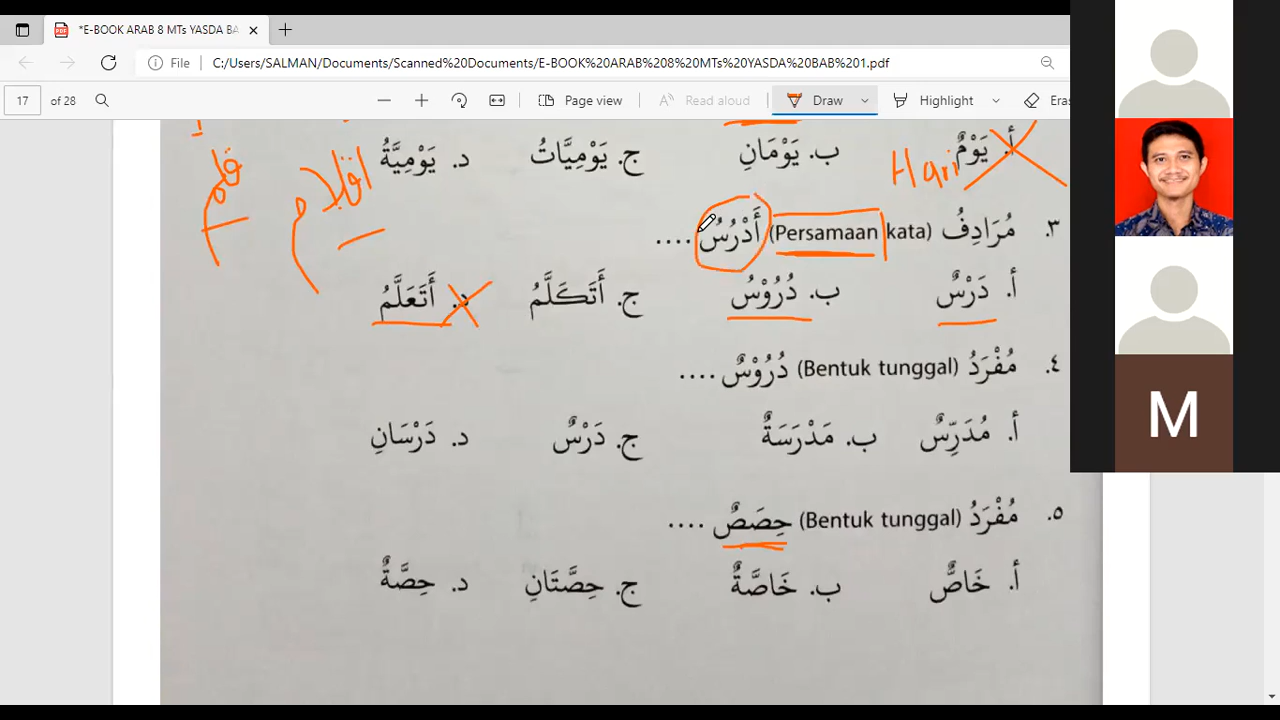 *E-BOOK ARAB 8 MTs YASDA BA
File C:/Users/SALMAN/Documents/Scanned%20Documents/E-BOOK%20ARAB%208%20MTs%20YASDA%20BAB%201.pdf
17 of 28 Page view Read aloud Draw Highlight Eras
أ. يَوْمٌ ب. يَوْمَانِ ج. يَوْمِيَّاتُ د. يَوْمِيَّةُ
Hari
قلم
اقلام
٣. مُرَادِفُ (Persamaan kata) أَدْرُسُ ....
أ. دَرْسٌ ب. دُرُوْسُ ج. أَتَكَلَّمُ د. أَتَعَلَّمُ
٤. مُفْرَدُ (Bentuk tunggal) دُرُوْسٌ ....
أ. مُدَرِّسٌ ب. مَدْرَسَةٌ ج. دَرْسٌ د. دَرْسَانِ
٥. مُفْرَدُ (Bentuk tunggal) حِصَصٌ ....
أ. خَاصٌّ ب. خَاصَّةٌ ج. حِصَّتَانِ د. حِصَّةٌ
M